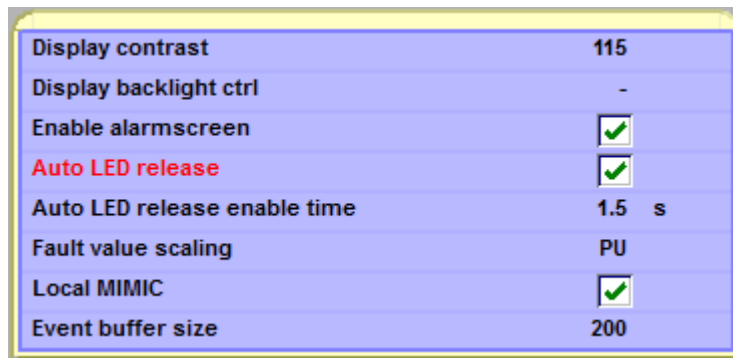 Display contrast 115
Display backlight ctrl -
Enable alarmscreen
Auto LED release
Auto LED release enable time 1.5 s
Fault value scaling PU
Local MIMIC
Event buffer size 200